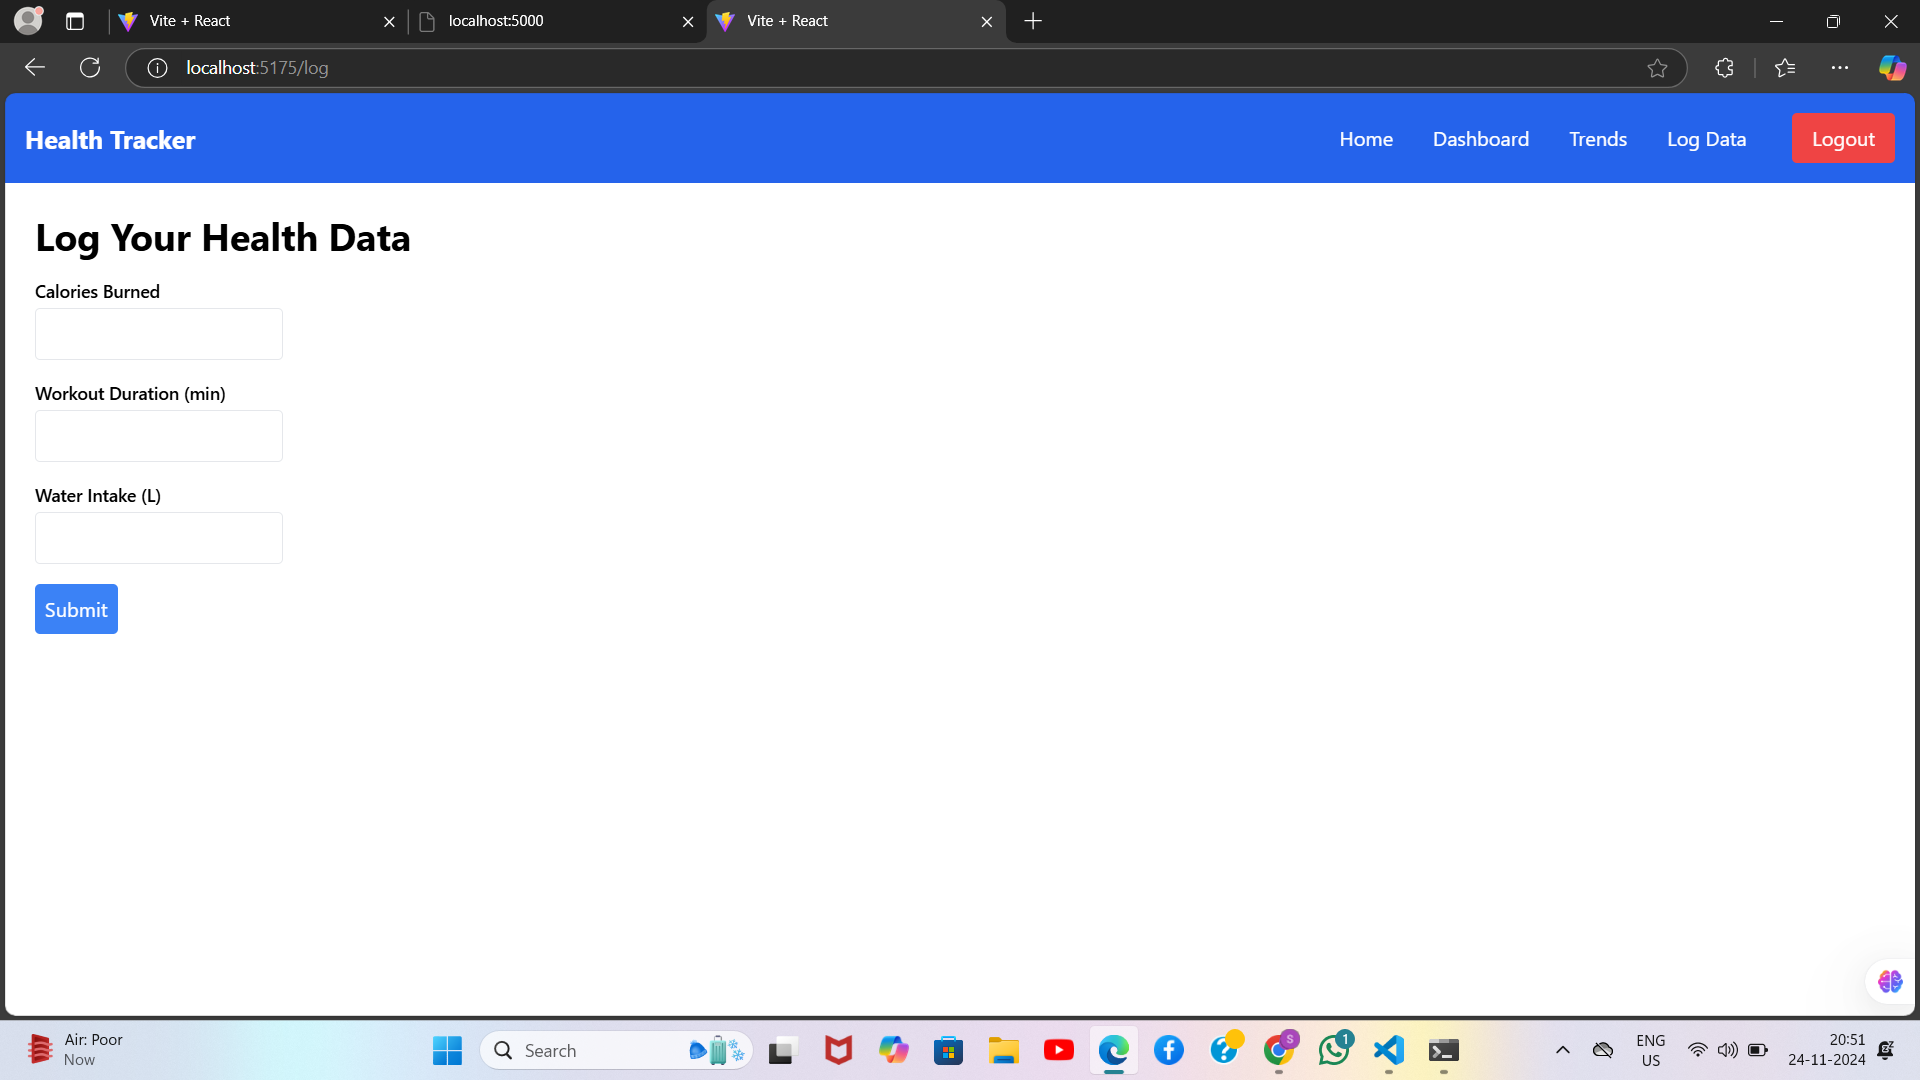 Vite + React
localhost:5000
Vite + React
localhost:5175/log
Health Tracker
Home
Dashboard
Trends
Log Data
Logout
Log Your Health Data
Calories Burned
Workout Duration (min)
Water Intake (L)
Submit
Air: Poor
Now
Search
S
1
ENG
US
20:51
24-11-2024